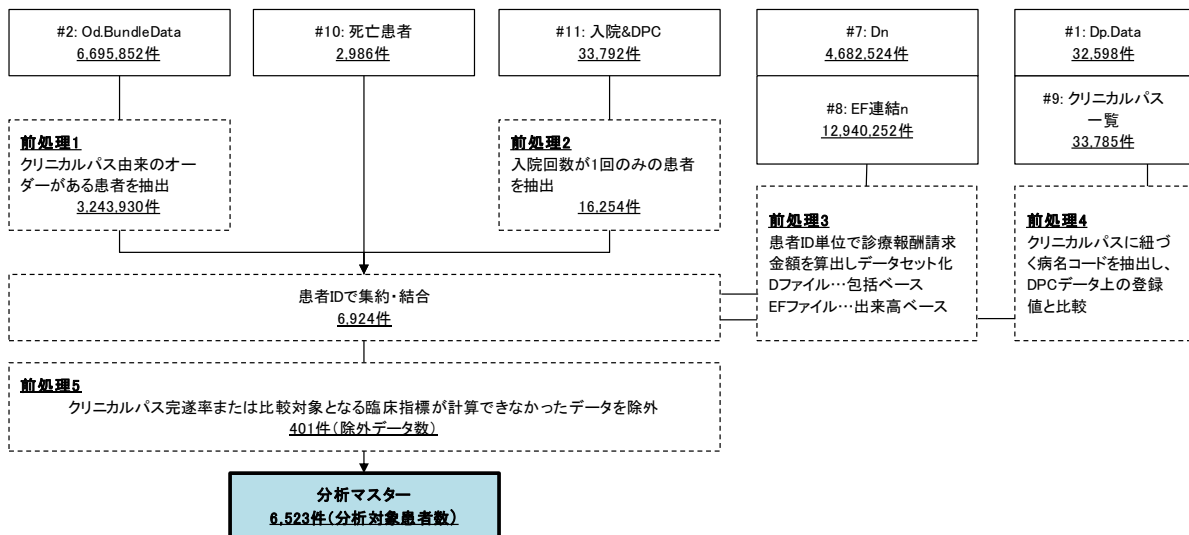 #2: Od.BundleData
6,695,852件
#10: 死亡患者
2,986件
#11: 入院&DPC
33,792件
#7: Dn
4,682,524件
#8: EF連結n
12,940,252件
#1: Dp.Data
32,598件
#9: クリニカルパス
一覧
33,785件
前処理1
クリニカルパス由来のオー
ダーがある患者を抽出
3,243,930件
前処理2
入院回数が1回のみの患者
を抽出
16,254件
前処理3
患者ID単位で診療報酬請求
金額を算出しデータセット化
Dファイル…包括ベース
EFファイル…出来高ベース
前処理4
クリニカルパスに紐づ
く病名コードを抽出し、
DPCデータ上の登録
値と比較
患者IDで集約・結合
6,924件
前処理5
クリニカルパス完遂率または比較対象となる臨床指標が計算できなかったデータを除外
401件(除外データ数)
分析マスター
6,523件(分析対象患者数)